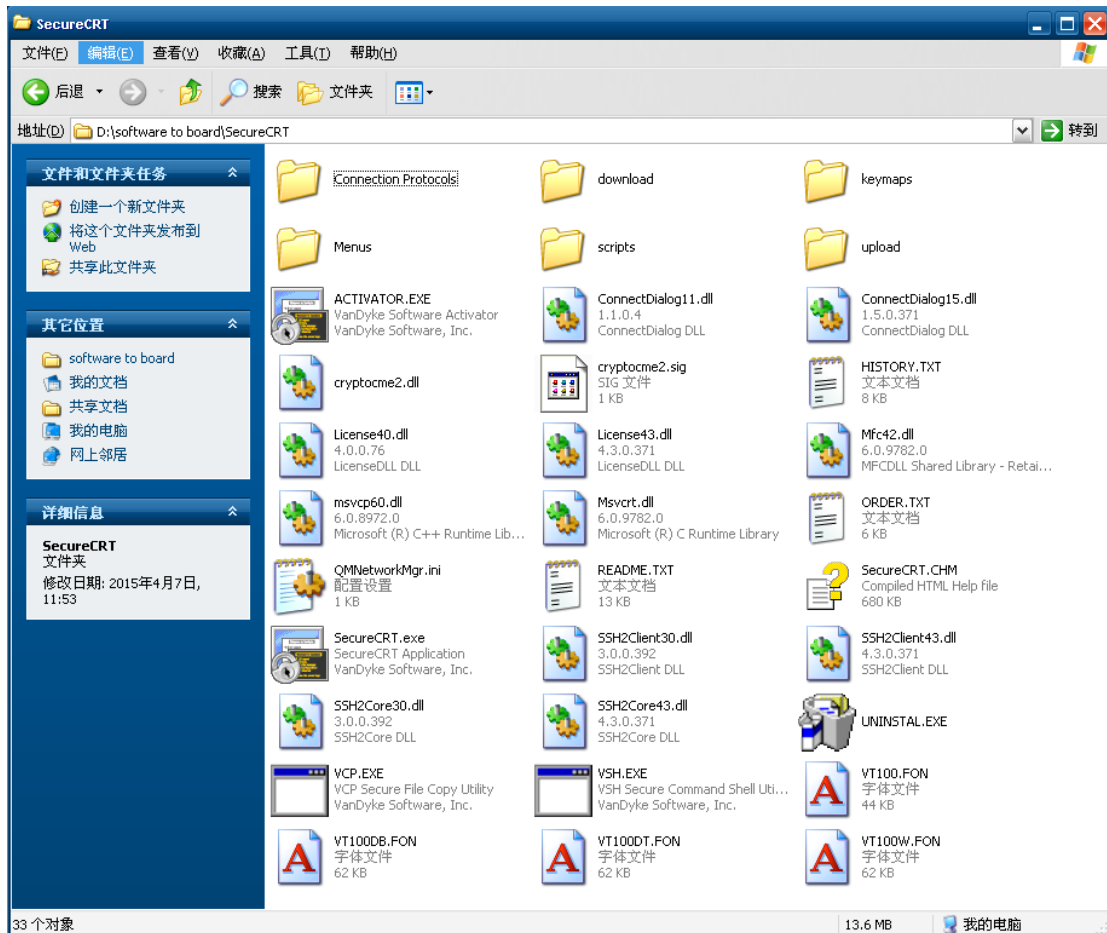 SecureCRT
文件(F) 编辑(E) 查看(V) 收藏(A) 工具(T) 帮助(H)
后退 搜索 文件夹
地址(D) D:\software to board\SecureCRT 转到
文件和文件夹任务
创建一个新文件夹
将这个文件夹发布到
Web
共享此文件夹
其它位置
software to board
我的文档
共享文档
我的电脑
网上邻居
详细信息
SecureCRT
文件夹
修改日期: 2015年4月7日,
11:53
Connection Protocols
download
keymaps
Menus
scripts
upload
ACTIVATOR.EXE
VanDyke Software Activator
VanDyke Software, Inc.
ConnectDialog11.dll
1.1.0.4
ConnectDialog DLL
ConnectDialog15.dll
1.5.0.371
ConnectDialog DLL
cryptocme2.dll
cryptocme2.sig
SIG 文件
1 KB
HISTORY.TXT
文本文档
8 KB
License40.dll
4.0.0.76
LicenseDLL DLL
License43.dll
4.3.0.371
LicenseDLL DLL
Mfc42.dll
6.0.9782.0
MFCDLL Shared Library - Retai...
msvcp60.dll
6.0.8972.0
Microsoft (R) C++ Runtime Lib...
Msvcrt.dll
6.0.9782.0
Microsoft (R) C Runtime Library
ORDER.TXT
文本文档
6 KB
QMNetworkMgr.ini
配置设置
1 KB
README.TXT
文本文档
13 KB
SecureCRT.CHM
Compiled HTML Help file
680 KB
SecureCRT.exe
SecureCRT Application
VanDyke Software, Inc.
SSH2Client30.dll
3.0.0.392
SSH2Client DLL
SSH2Client43.dll
4.3.0.371
SSH2Client DLL
SSH2Core30.dll
3.0.0.392
SSH2Core DLL
SSH2Core43.dll
4.3.0.371
SSH2Core DLL
UNINSTAL.EXE
VCP.EXE
VCP Secure File Copy Utility
VanDyke Software, Inc.
VSH.EXE
VSH Secure Command Shell Uti...
VanDyke Software, Inc.
VT100.FON
字体文件
44 KB
VT100DB.FON
字体文件
62 KB
VT100DT.FON
字体文件
62 KB
VT100W.FON
字体文件
62 KB
33 个对象 13.6 MB 我的电脑